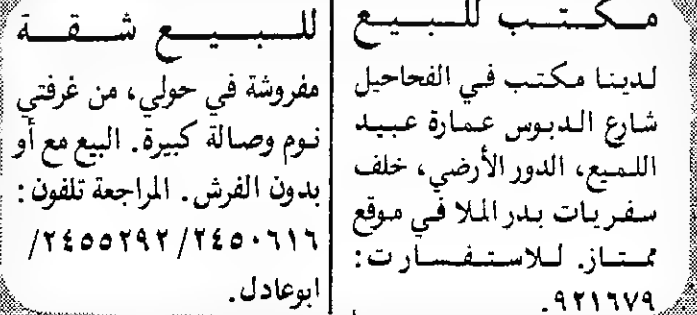 مكتب للبيع
لدينا مكتب في الفحاحيل
شارع الدبوس عمارة عبيد
اللميع، الدور الأرضي، خلف
سفريات بدر الملا في موقع
ممتاز. للاستفسارت:
٩٢١٦٧٩.
للبيع شقة
مفروشة في حولي، من غرفتي
نوم وصالة كبيرة. البيع مع أو
بدون الفرش. المراجعة تلفون:
٢٤٥٠٦١٦/ ٢٤٥٥٢٩٢/
ابوعادل.